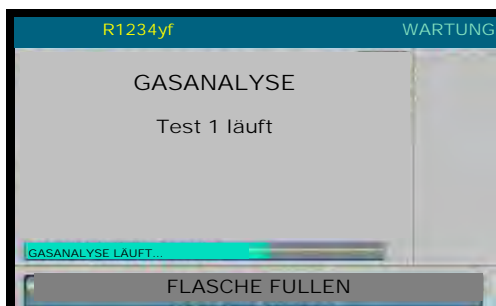 R1234yf WARTUNG
GASANALYSE
Test 1 läuft
GASANALYSE LÄUFT...
FLASCHE FULLEN